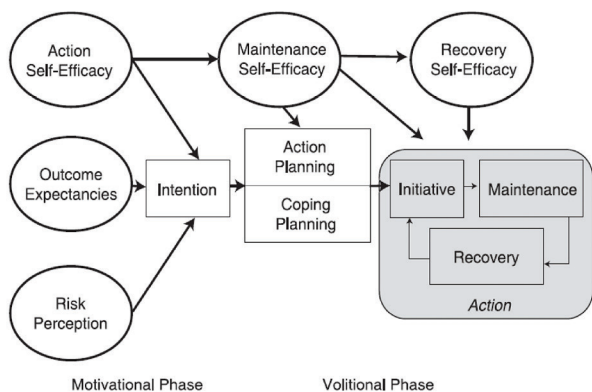 Action
Self-Efficacy
Maintenance
Self-Efficacy
Recovery
Self-Efficacy
Outcome
Expectancies
Intention
Action
Planning
Coping
Planning
Initiative
Maintenance
Recovery
Action
Risk
Perception
Motivational Phase
Volitional Phase